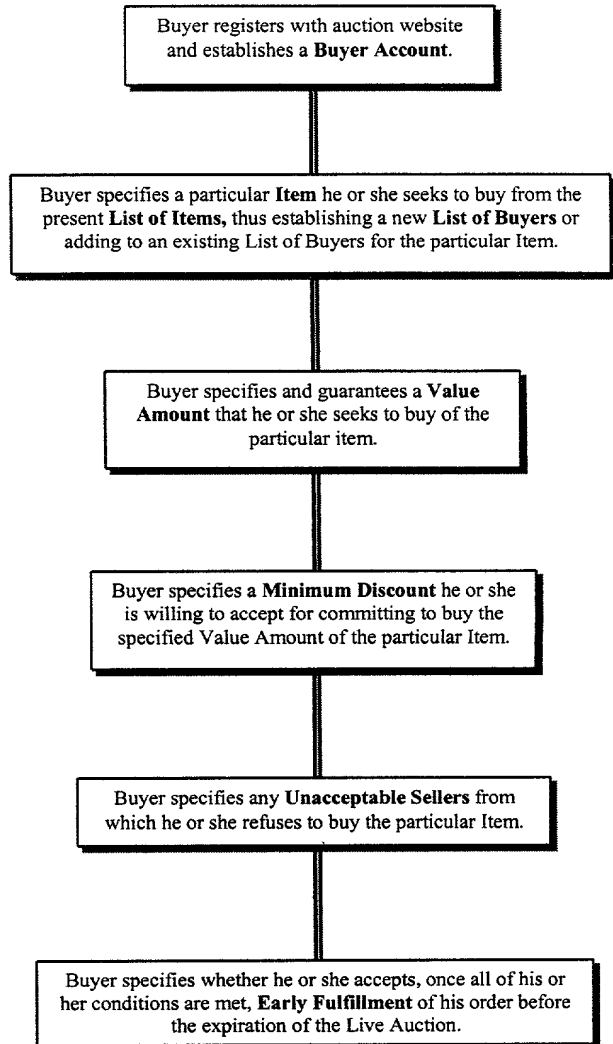 Buyer registers with auction website
and establishes a Buyer Account.
Buyer specifies a particular Item he or she seeks to buy from the
present List of Items, thus establishing a new List of Buyers or
adding to an existing List of Buyers for the particular Item.
Buyer specifies and guarantees a Value
Amount that he or she seeks to buy of the
particular item.
Buyer specifies a Minimum Discount he or she
is willing to accept for committing to buy the
specified Value Amount of the particular Item.
Buyer specifies any Unacceptable Sellers from
which he or she refuses to buy the particular Item.
Buyer specifies whether he or she accepts, once all of his or
her conditions are met, Early Fulfillment of his order before
the expiration of the Live Auction.